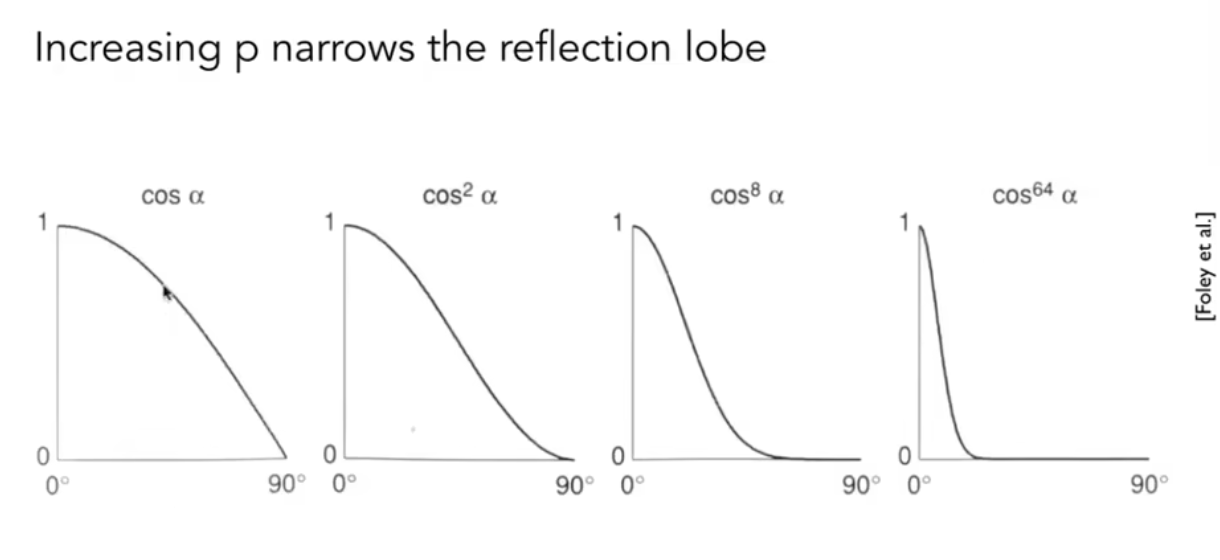 Increasing p narrows the reflection lobe
cos α
cos² α
cos⁸ α
cos⁶⁴ α
1
1
1
1
0
0
0
0
0°
90°
0°
90°
0°
90°
0°
90°
[Foley et al.]